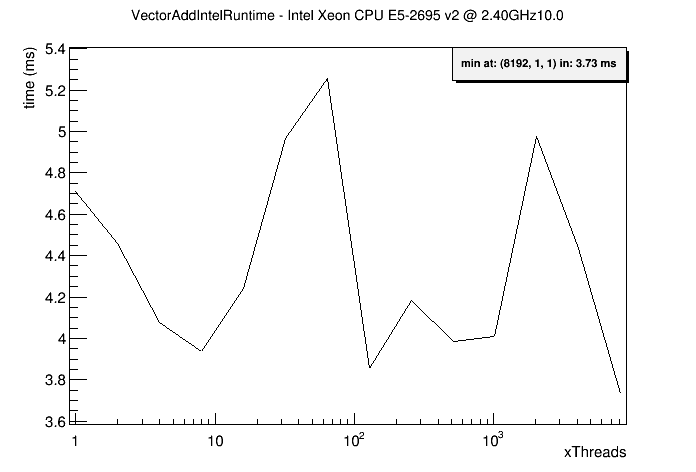 VectorAddIntelRuntime - Intel Xeon CPU E5-2695 v2 @ 2.40GHz10.0
min at: (8192, 1, 1) in: 3.73 ms
time (ms)
5.4
5.2
5
4.8
4.6
4.4
4.2
4
3.8
3.6
1 10 10² 10³
xThreads